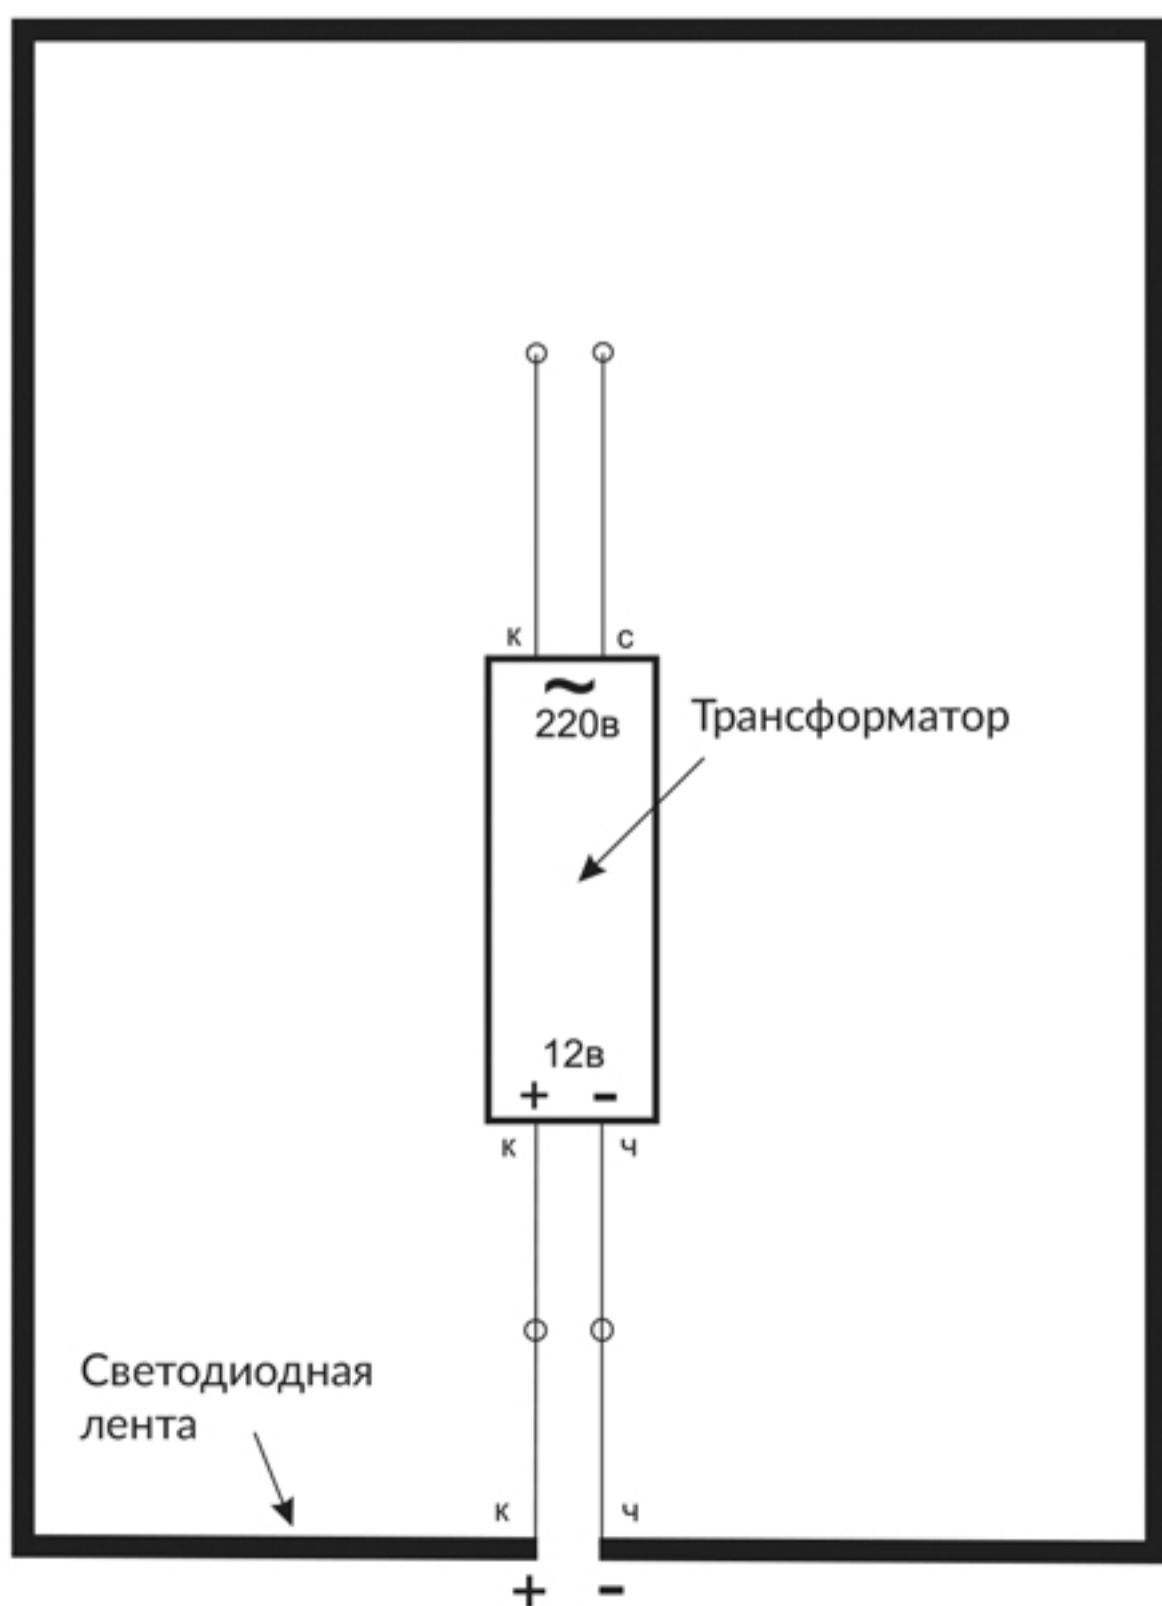 к с
~
220в
Трансформатор
12в
+ -
к ч
Светодиодная
лента
к ч
+ -